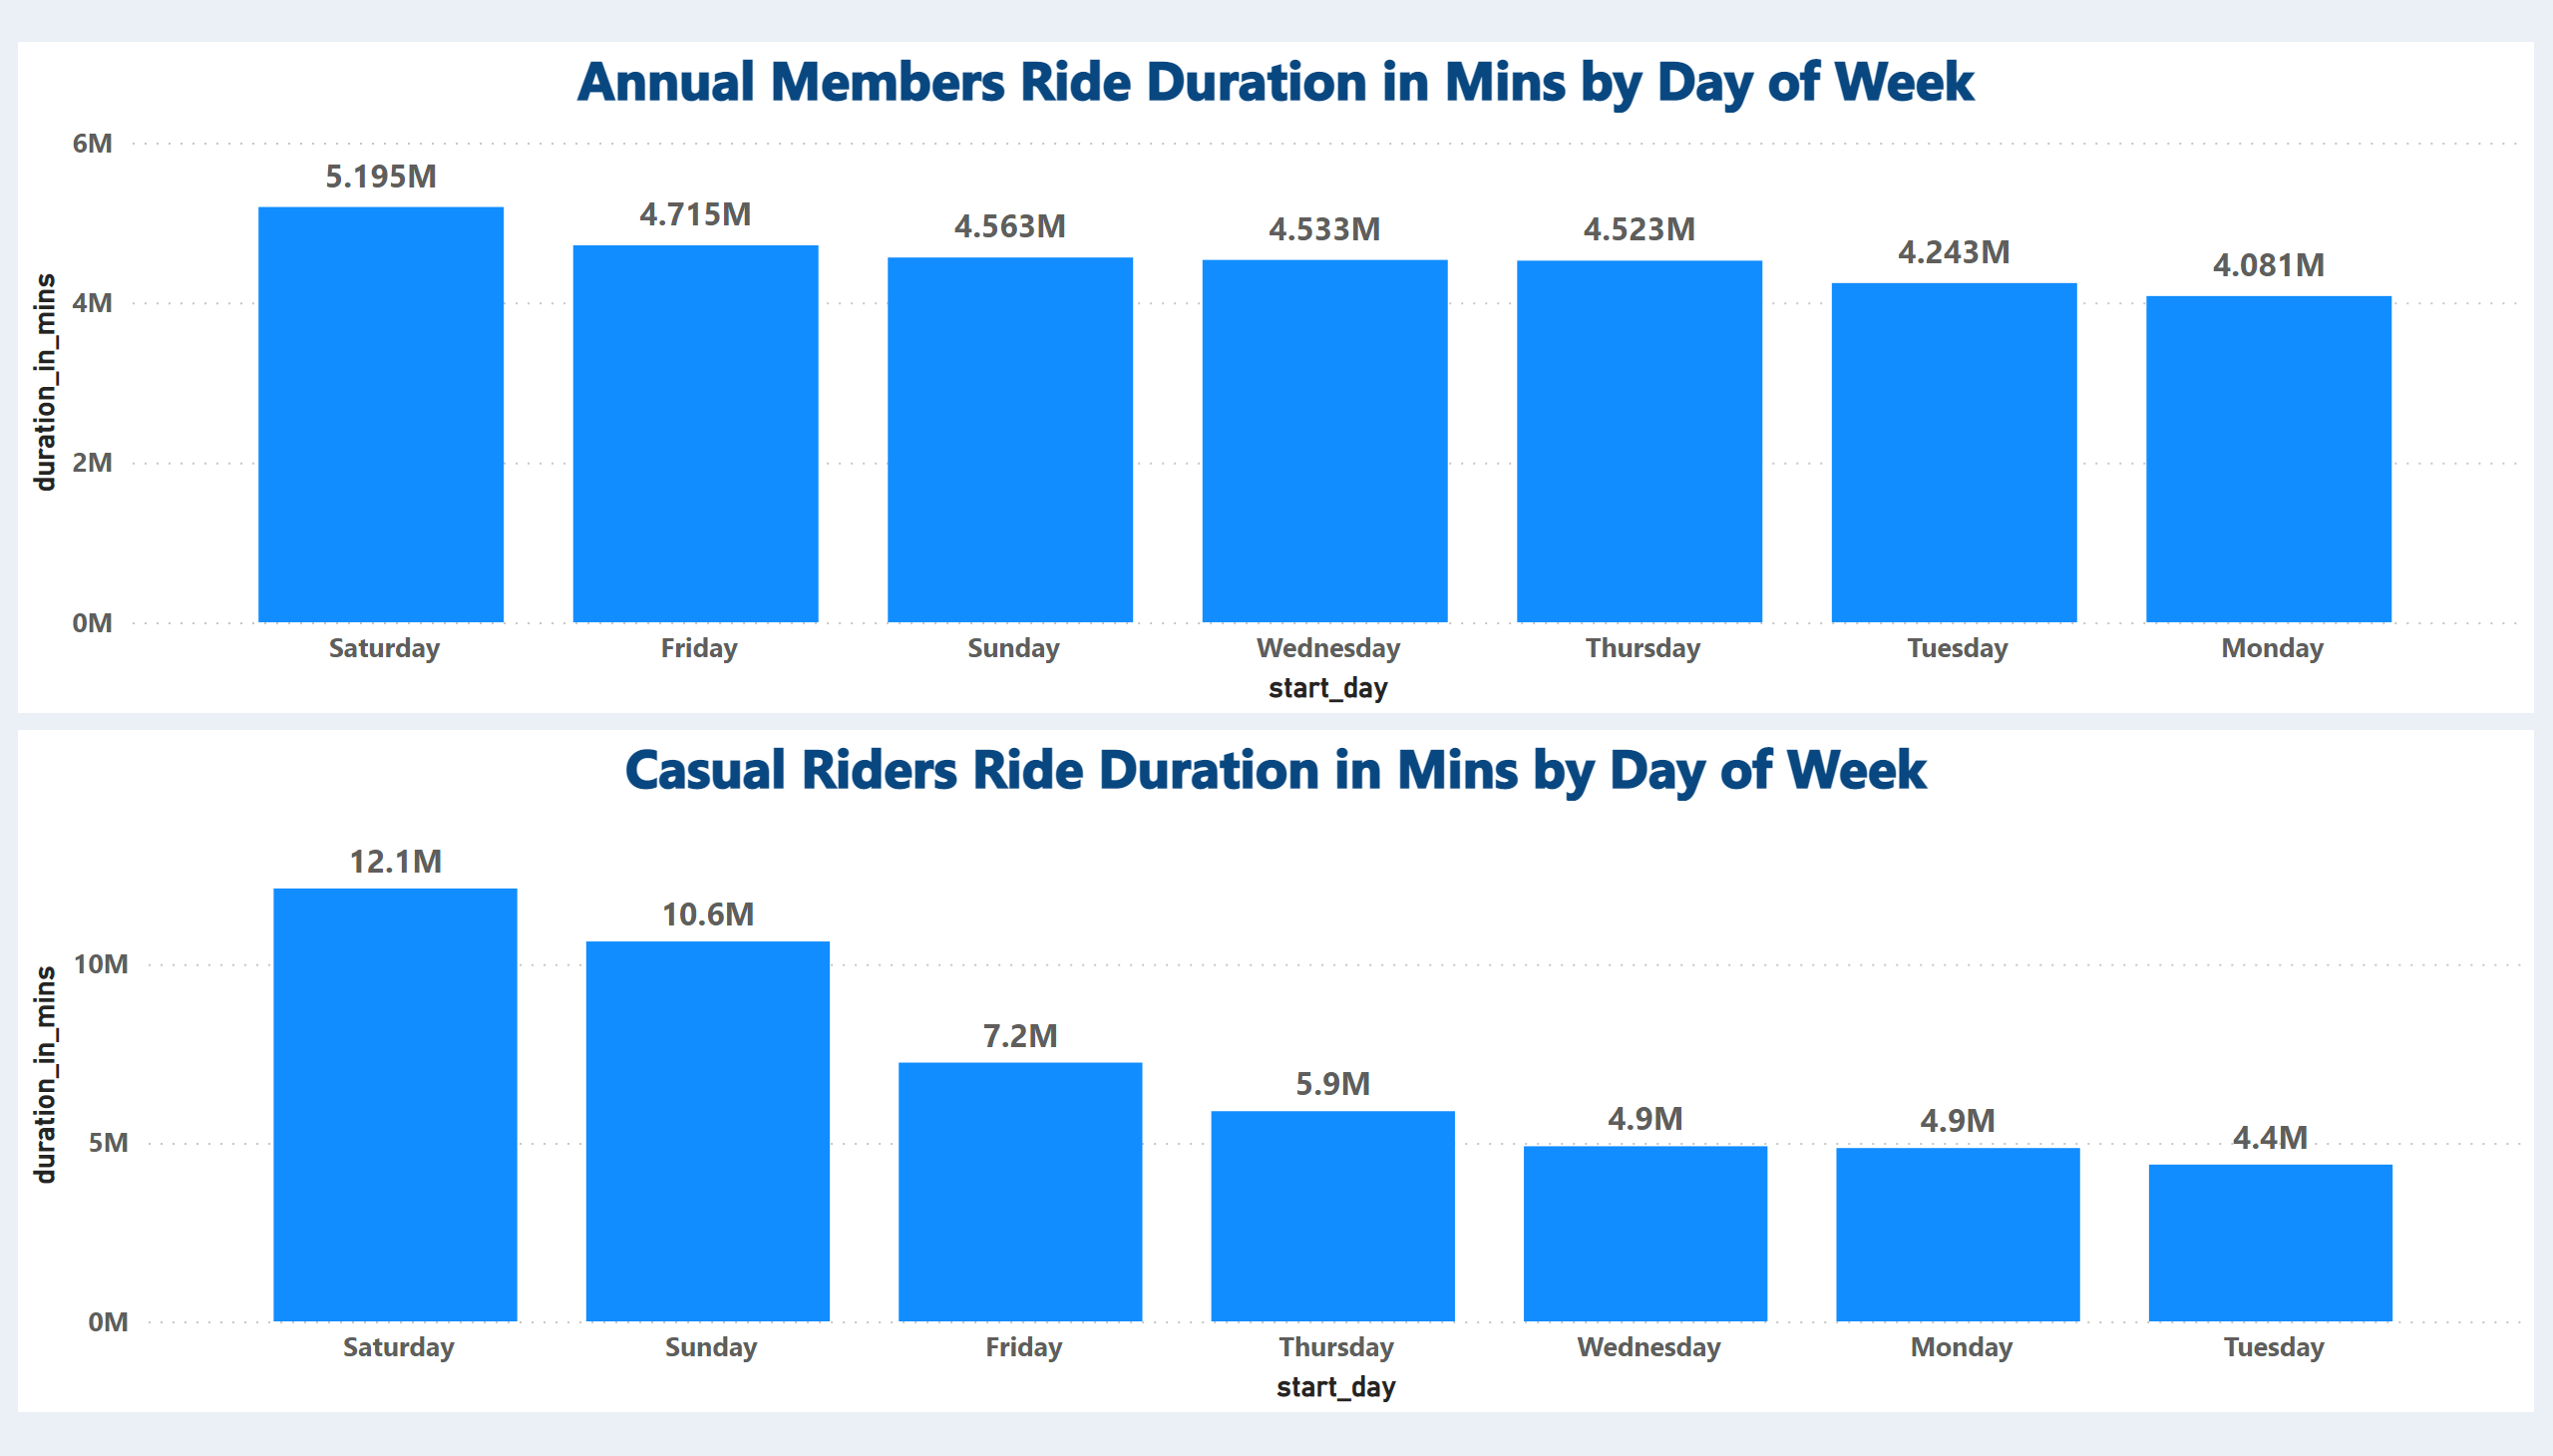 Annual Members Ride Duration in Mins by Day of Week
duration_in_mins
6M
4M
2M
0M
5.195M
4.715M
4.563M
4.533M
4.523M
4.243M
4.081M
Saturday
Friday
Sunday
Wednesday
Thursday
Tuesday
Monday
start_day
Casual Riders Ride Duration in Mins by Day of Week
duration_in_mins
10M
5M
0M
12.1M
10.6M
7.2M
5.9M
4.9M
4.9M
4.4M
Saturday
Sunday
Friday
Thursday
Wednesday
Monday
Tuesday
start_day